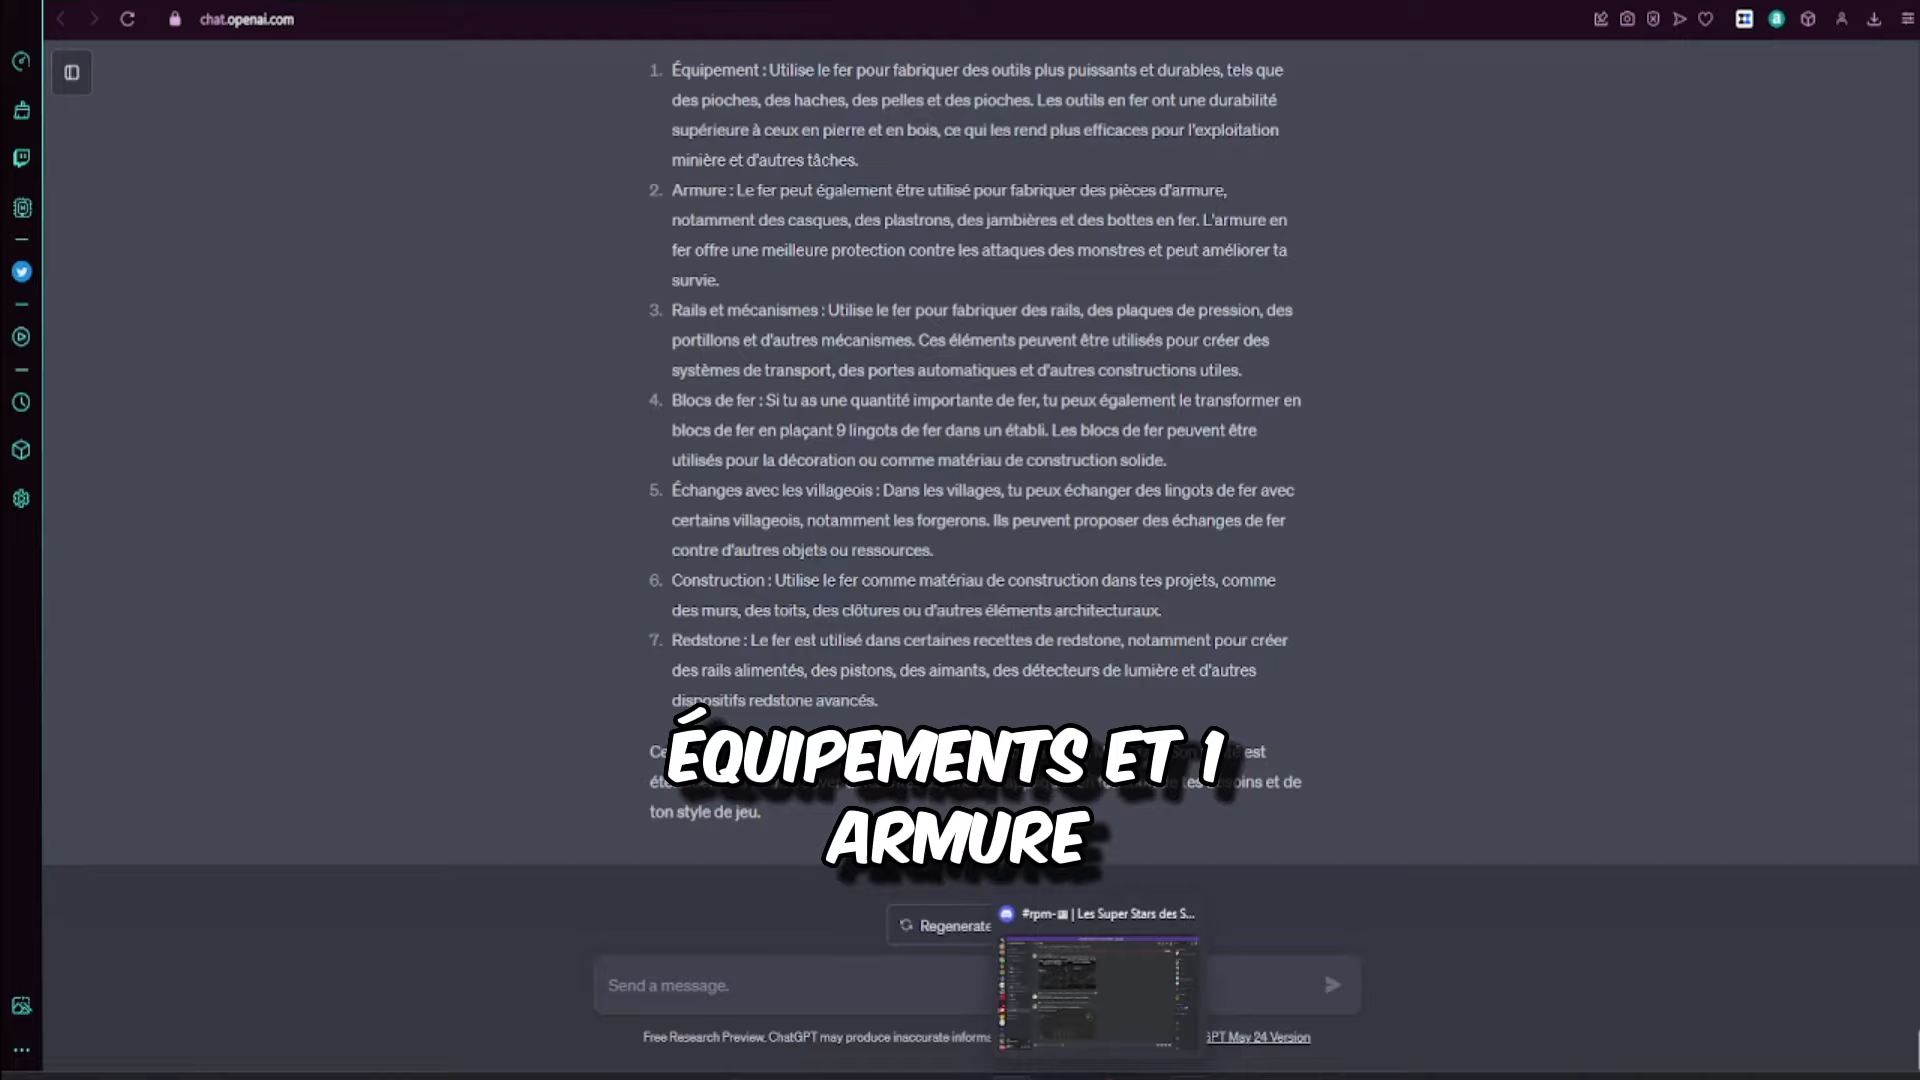 chat.openai.com
1. Équipement : Utilise le fer pour fabriquer des outils plus puissants et durables, tels que
des pioches, des haches, des pelles et des pioches. Les outils en fer ont une durabilité
supérieure à ceux en pierre et en bois, ce qui les rend plus efficaces pour l'exploitation
minière et d'autres tâches.
2. Armure : Le fer peut également être utilisé pour fabriquer des pièces d'armure,
notamment des casques, des plastrons, des jambières et des bottes en fer. L'armure en
fer offre une meilleure protection contre les attaques des monstres et peut améliorer ta
survie.
3. Rails et mécanismes : Utilise le fer pour fabriquer des rails, des plaques de pression, des
portillons et d'autres mécanismes. Ces éléments peuvent être utilisés pour créer des
systèmes de transport, des portes automatiques et d'autres constructions utiles.
4. Blocs de fer : Si tu as une quantité importante de fer, tu peux également le transformer en
blocs de fer en plaçant 9 lingots de fer dans un établi. Les blocs de fer peuvent être
utilisés pour la décoration ou comme matériau de construction solide.
5. Échanges avec les villageois : Dans les villages, tu peux échanger des lingots de fer avec
certains villageois, notamment les forgerons. Ils peuvent proposer des échanges de fer
contre d'autres objets ou ressources.
6. Construction : Utilise le fer comme matériau de construction dans tes projets, comme
des murs, des toits, des clôtures ou d'autres éléments architecturaux.
7. Redstone : Le fer est utilisé dans certaines recettes de redstone, notamment pour créer
des rails alimentés, des pistons, des aimants, des détecteurs de lumière et d'autres
dispositifs redstone avancés.
est
et de
ton style de jeu.
ÉQUIPEMENTS ET 1
ARMURE
Regenerate
#rpm- | Les Super Stars des S...
Send a message.
Free Research Preview. ChatGPT may produce inaccurate informa
GPT May 24 Version